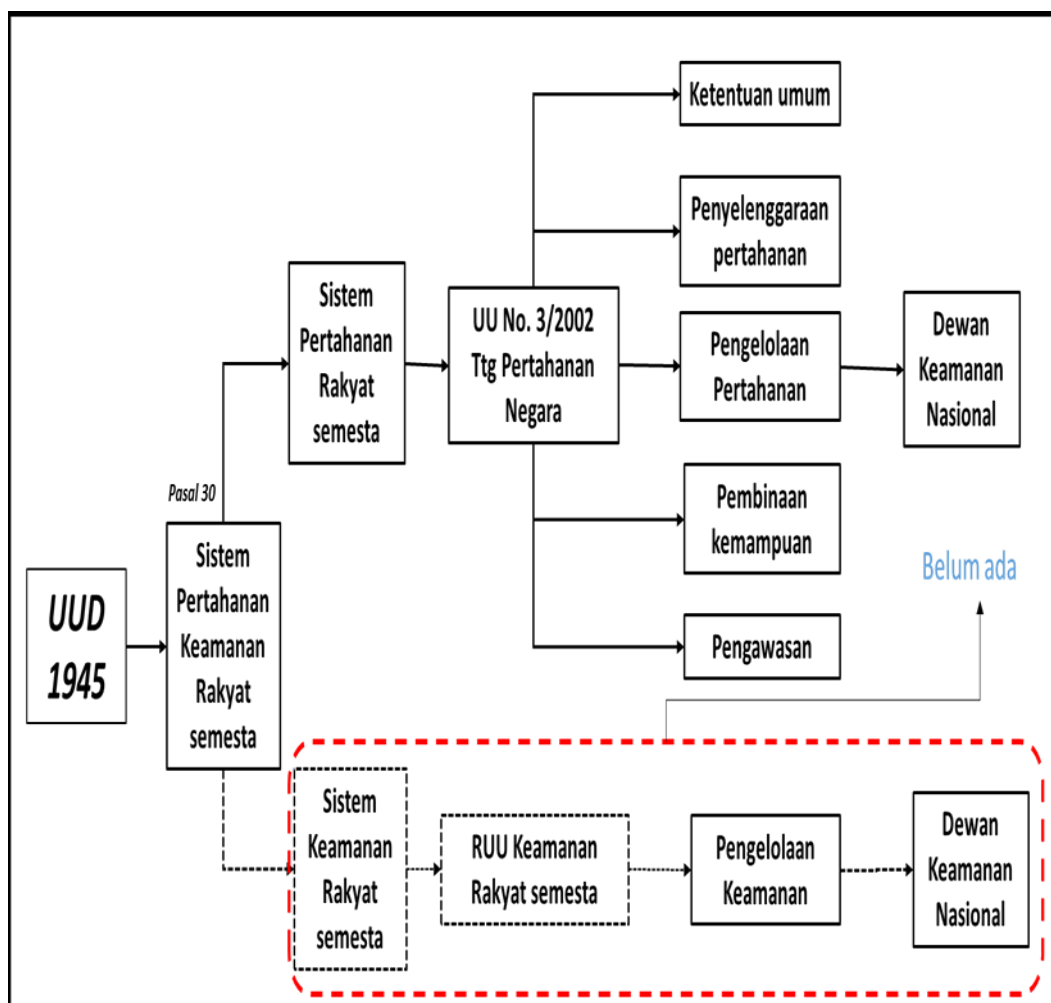 Ketentuan umum
Penyelenggaraan
pertahanan
Sistem
Pertahanan
Rakyat
semesta
UU No. 3/2002
Ttg Pertahanan
Negara
Pengelolaan
Pertahanan
Dewan
Keamanan
Nasional
Pasal 30
Pembinaan
kemampuan
Belum ada
UUD
1945
Sistem
Pertahanan
Keamanan
Rakyat
semesta
Pengawasan
Sistem
Keamanan
Rakyat
semesta
RUU Keamanan
Rakyat semesta
Pengelolaan
Keamanan
Dewan
Keamanan
Nasional